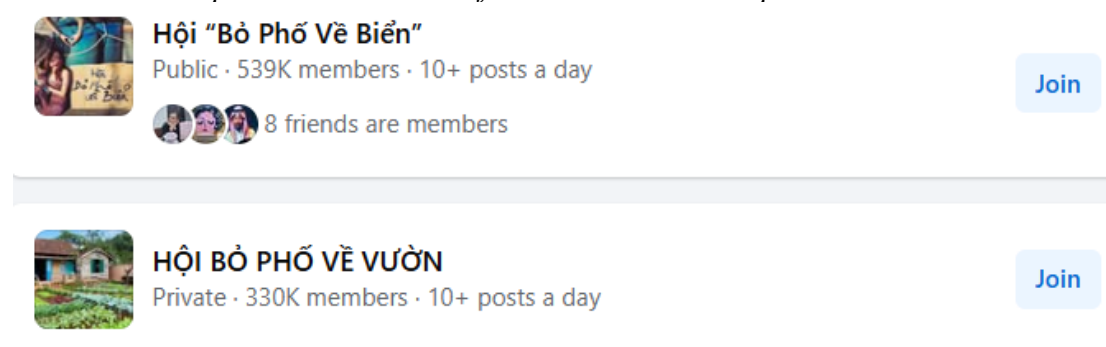 Hội “Bỏ Phố Về Biển”
Public · 539K members · 10+ posts a day
Join
8 friends are members
HỘI BỎ PHỐ VỀ VƯỜN
Private · 330K members · 10+ posts a day
Join